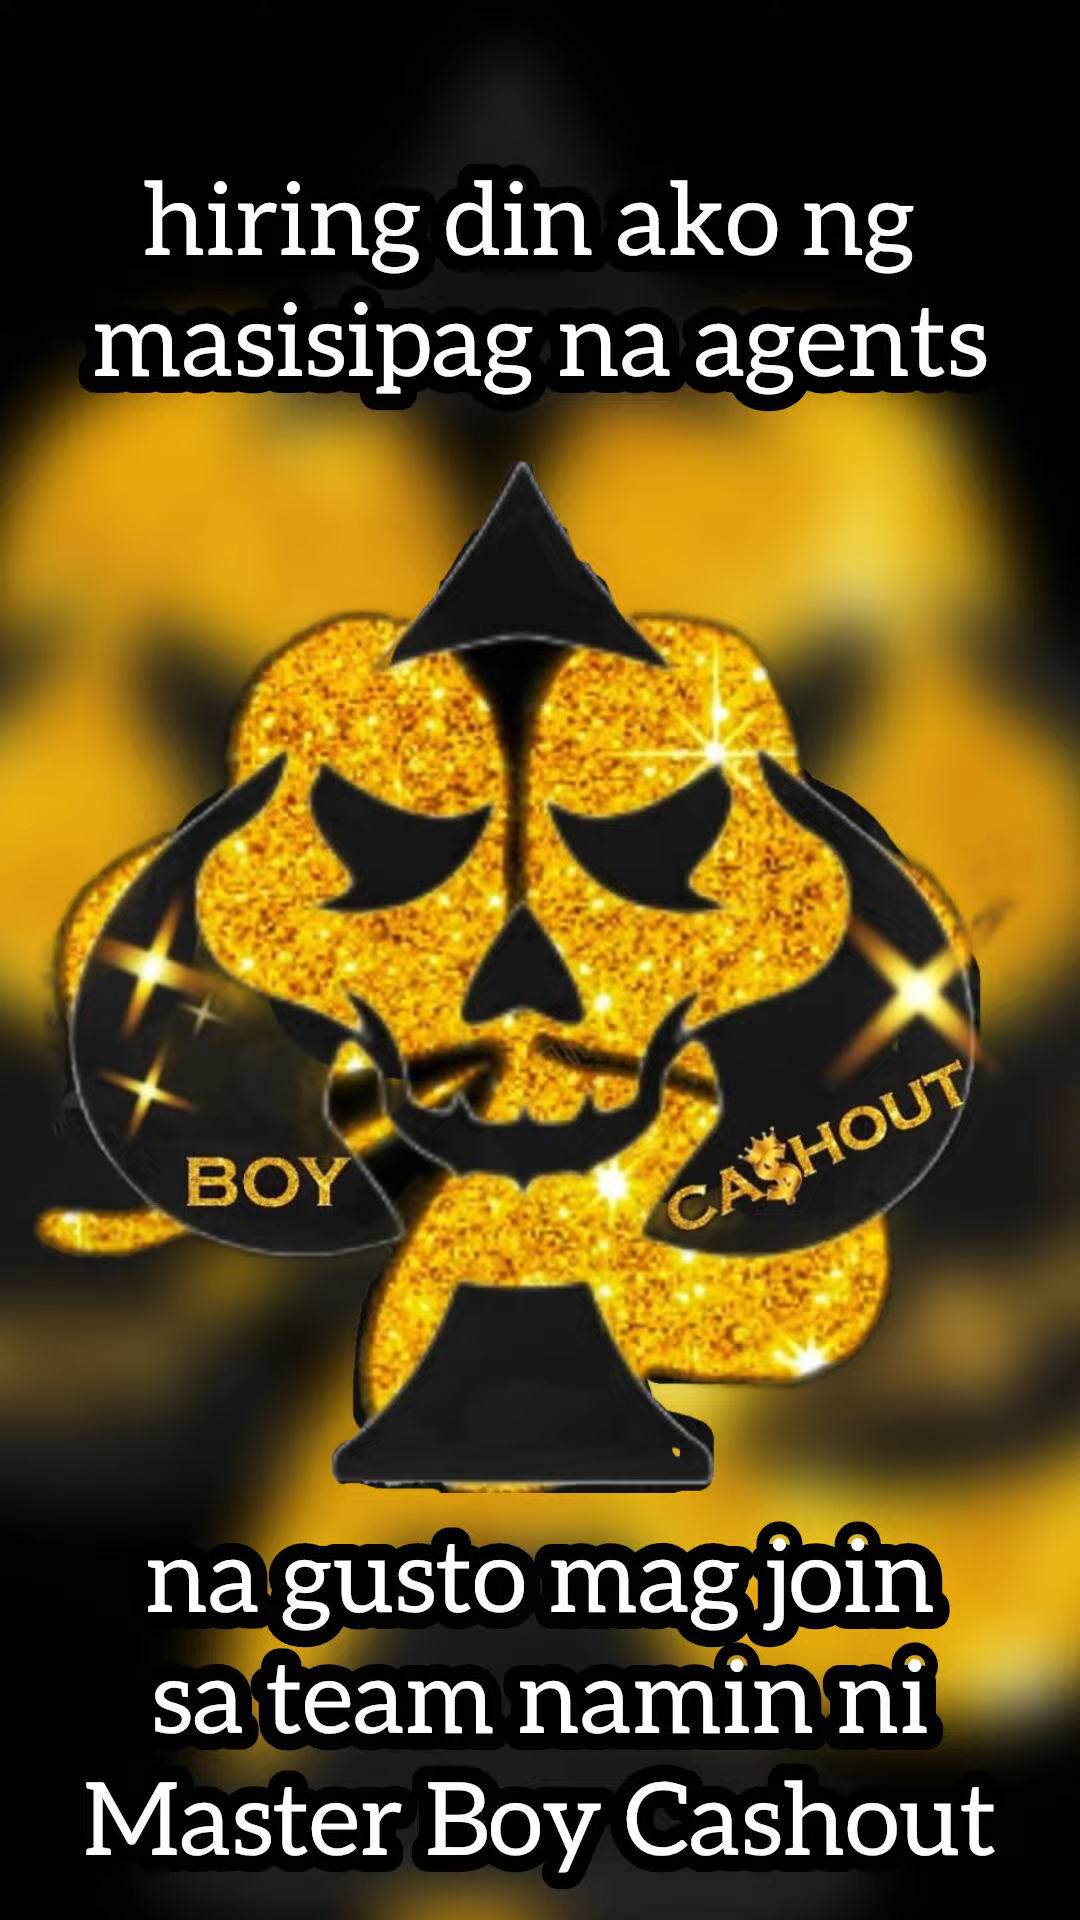 hiring din ako ng
masisipag na agents
BOY
CA$HOUT
na gusto mag join
sa team namin ni
Master Boy Cashout